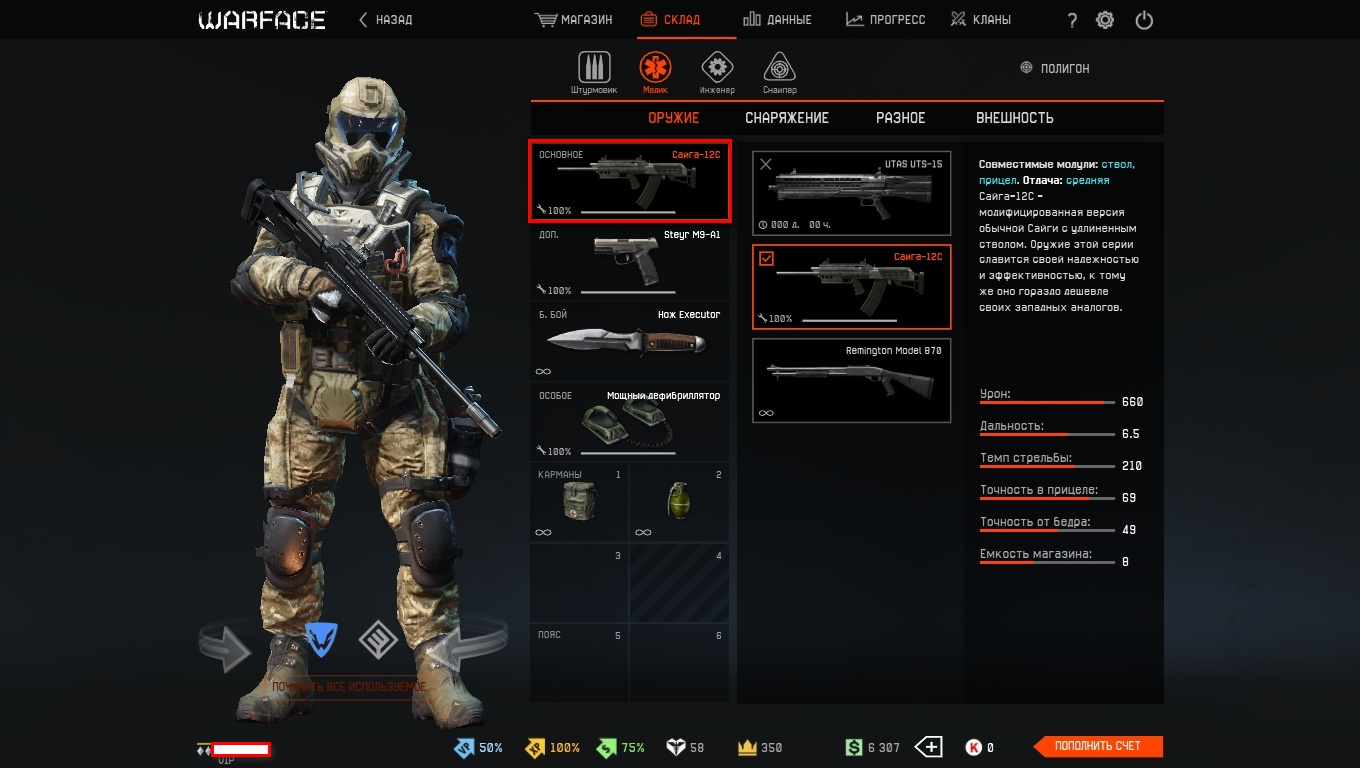 WARFACE
НАЗАД
МАГАЗИН
СКЛАД
ДАННЫЕ
ПРОГРЕСС
КЛАНЫ
?
Штурмовик
Медик
Инженер
Снайпер
ПОЛИГОН
ОРУЖИЕ
СНАРЯЖЕНИЕ
РАЗНОЕ
ВНЕШНОСТЬ
ОСНОВНОЕ
Сайга-12С
100%
ДОП.
Steyr M9-A1
100%
Б. БОЙ
Нож Executor
ОСОБОЕ
Мощный дефибриллятор
100%
КАРМАНЫ
1
2
3
4
ПОЯС
5
6
UTAS UTS-15
000 д. 00 ч.
Сайга-12С
100%
Remington Model 870
Совместимые модули: ствол,
прицел. Отдача: средняя
Сайга-12С –
модифицированная версия
обычной Сайги с удлиненным
стволом. Оружие этой серии
славится своей надежностью
и эффективностью, к тому
же оно гораздо дешевле
своих западных аналогов.
Урон:
660
Дальность:
6.5
Темп стрельбы:
210
Точность в прицеле:
69
Точность от бедра:
49
Емкость магазина:
8
ПОЧИНИТЬ ВСЕ ИСПОЛЬЗУЕМОЕ
VIP
50%
100%
75%
58
350
$
6 307
K
0
ПОПОЛНИТЬ СЧЕТ